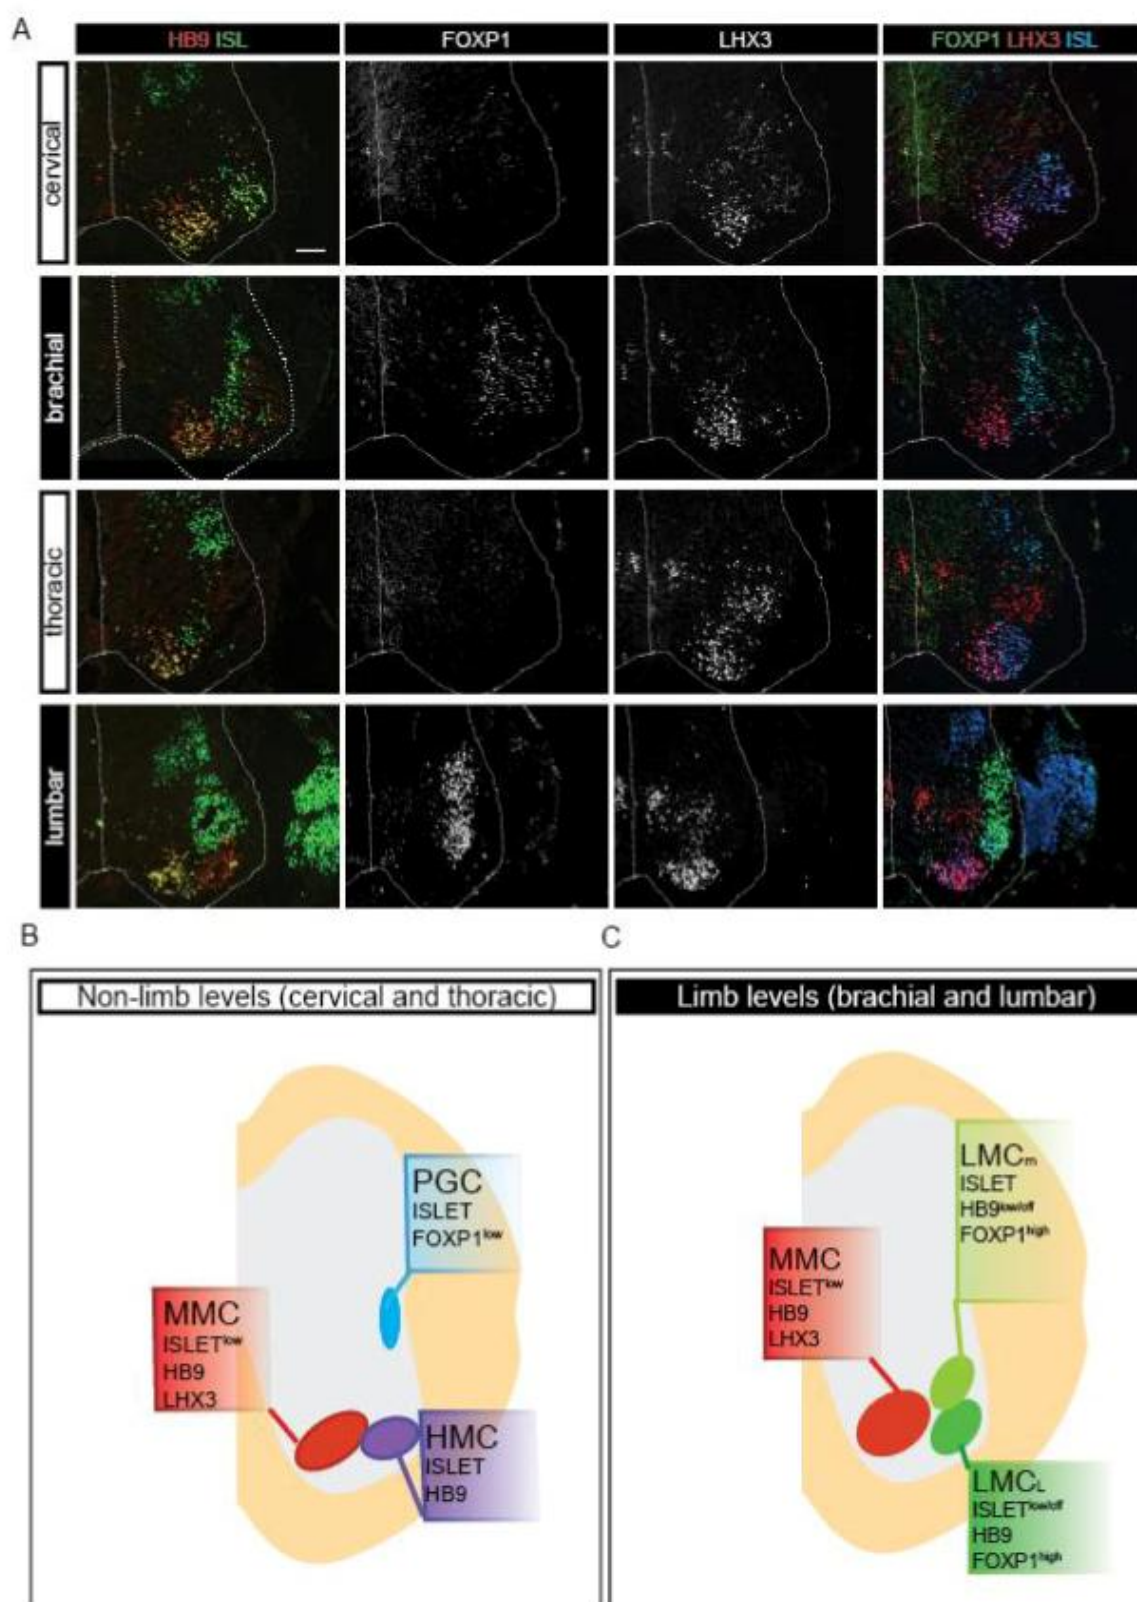 A
HB9 ISL
FOXP1
LHX3
FOXP1 LHX3 ISL
cervical
brachial
thoracic
lumbar
B
C
Non-limb levels (cervical and thoracic)
Limb levels (brachial and lumbar)
PGC
ISLET
FOXP1low
MMC
ISLETlow
HB9
LHX3
HMC
ISLET
HB9
LMCm
ISLET
HB9low/off
FOXP1high
MMC
ISLETlow
HB9
LHX3
LMCL
ISLETlow/off
HB9
FOXP1high